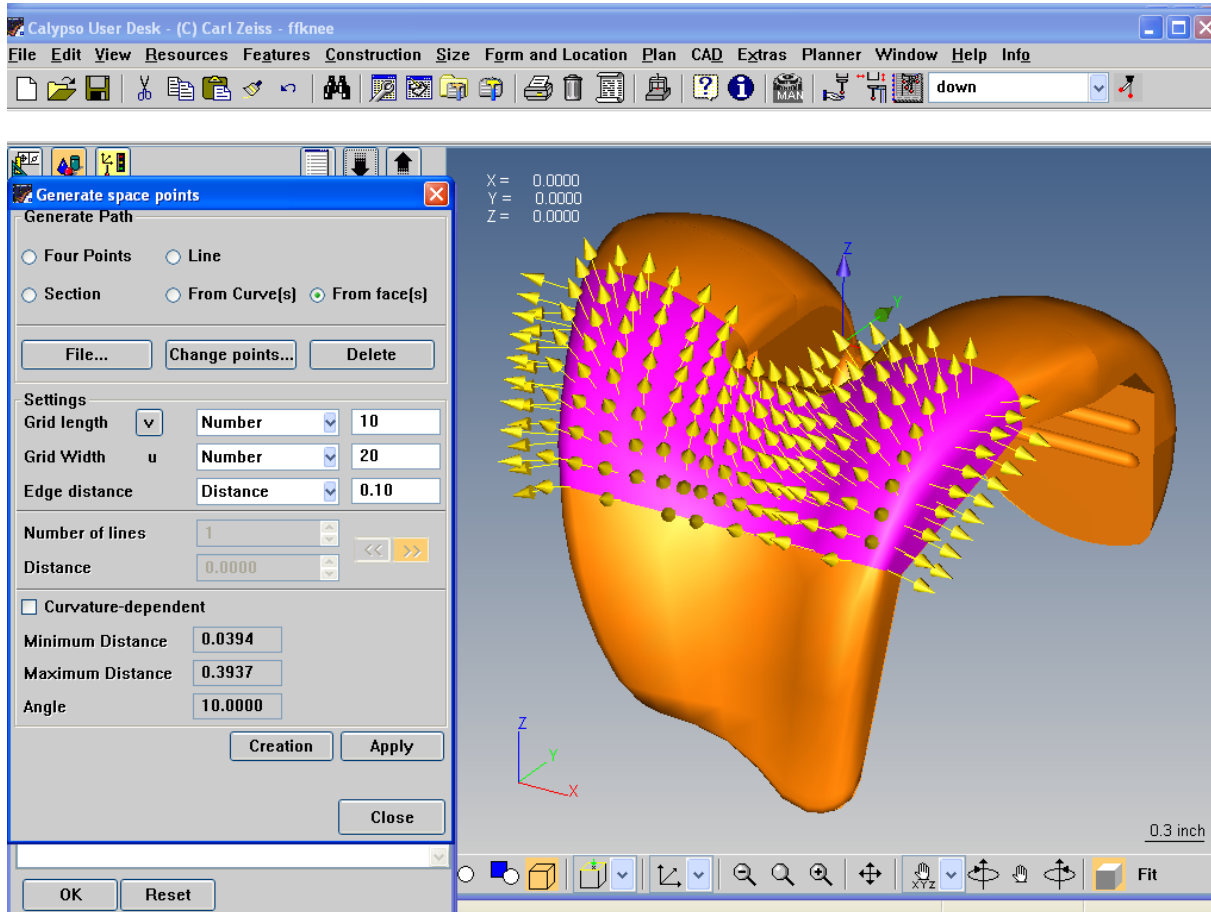 Calypso User Desk - (C) Carl Zeiss - ffknee
File Edit View Resources Features Construction Size Form and Location Plan CAD Extras Planner Window Help Info
MAN
down
Generate space points
Generate Path
Four Points Line
Section From Curve(s) From face(s)
File... Change points... Delete
Settings
Grid length v Number 10
Grid Width u Number 20
Edge distance Distance 0.10
Number of lines 1
<< >>
Distance 0.0000
Curvature-dependent
Minimum Distance 0.0394
Maximum Distance 0.3937
Angle 10.0000
Creation Apply
Close
OK Reset
X = 0.0000
Y = 0.0000
Z = 0.0000
Z
Y
Z
Y
X
0.3 inch
XYZ
Fit